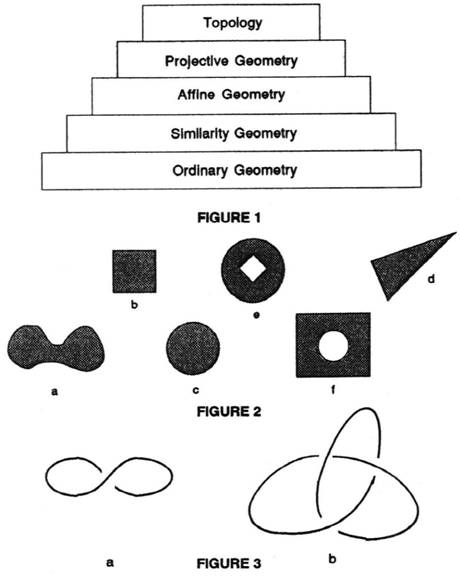 Topology
Projective Geometry
Affine Geometry
Similarity Geometry
Ordinary Geometry
FIGURE 1
b
e
d
a
c
f
FIGURE 2
a
FIGURE 3
b